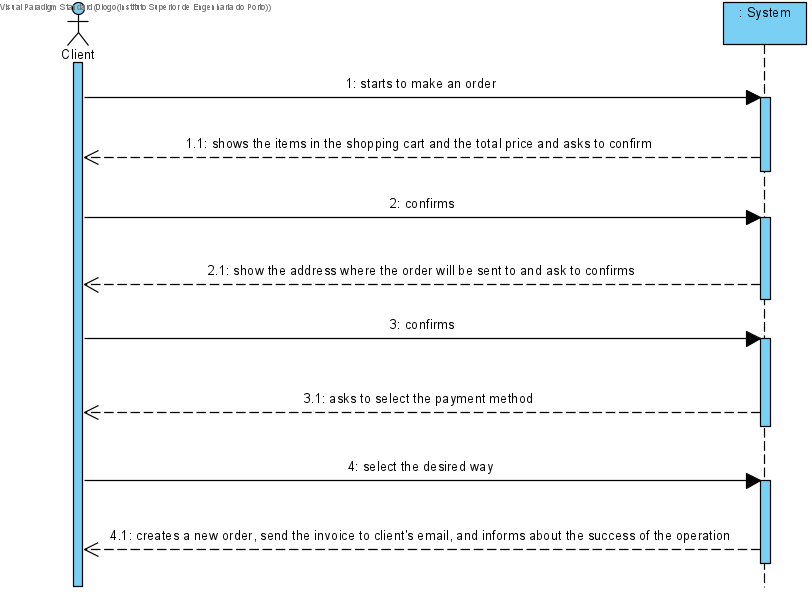 Visual Paradigm Standard(Diogo(Instituto Superior de Engenharia do Porto))
: System
Client
1: starts to make an order
1.1: shows the items in the shopping cart and the total price and asks to confirm
2: confirms
2.1: show the address where the order will be sent to and ask to confirms
3: confirms
3.1: asks to select the payment method
4: select the desired way
4.1: creates a new order, send the invoice to client's email, and informs about the success of the operation